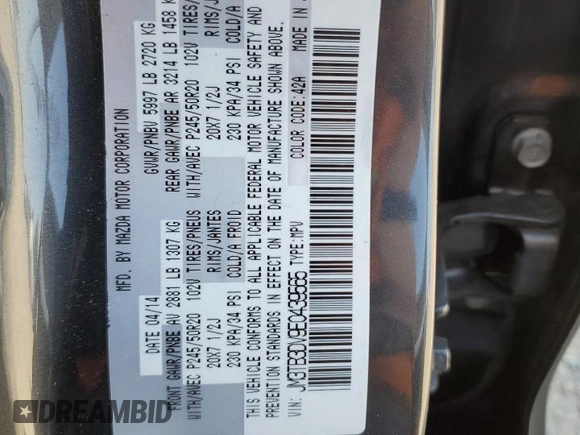 MFD. BY MAZDA MOTOR CORPORATION
DATE 04/14 GVWR/PNBV 5997 LB 2720 KG
FRONT GAWR/PNBE AV 2881 LB 1307 KG REAR GAWR/PNBE AR 3214 LB 1458 K
WITH/AVEC P245/50R20 102V TIRES/PNEUS WITH/AVEC P245/50R20 102V TIRES/
20X7 1/2J RIMS/JANTES 20X7 1/2J RIMS/J
230 KPA/34 PSI COLD/A FROID 230 KPA/34 PSI COLD/A
THIS VEHICLE CONFORMS TO ALL APPLICABLE FEDERAL MOTOR VEHICLE SAFETY AND
PREVENTION STANDARDS IN EFFECT ON THE DATE OF MANUFACTURE SHOWN ABOVE.
VIN: JM3TB3DV9E0439565 TYPE:MPV COLOR CODE:42A MADE IN
DREAMBID